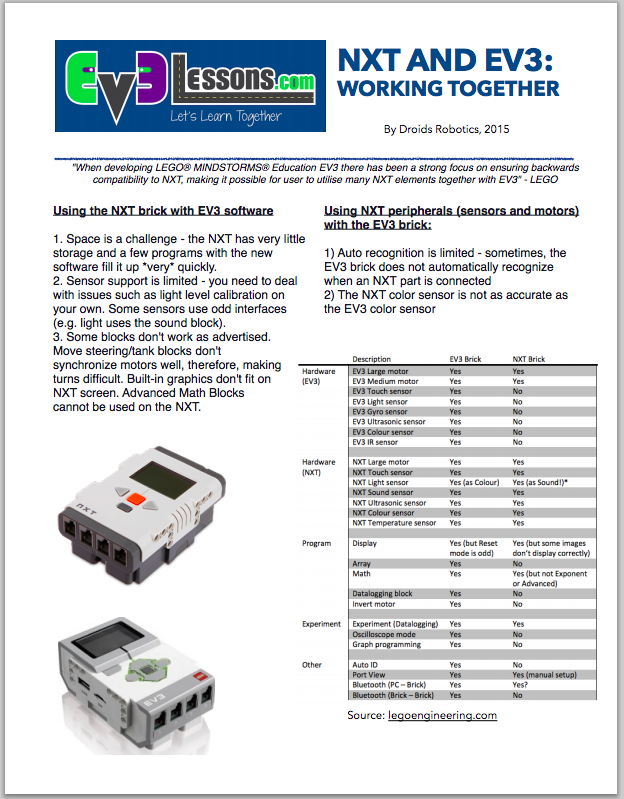 EV3Lessons.com
Let's Learn Together
NXT AND EV3:
WORKING TOGETHER
By Droids Robotics, 2015
"When developing LEGO® MINDSTORMS® Education EV3 there has been a strong focus on ensuring backwards
compatibility to NXT, making it possible for user to utilise many NXT elements together with EV3" - LEGO
Using the NXT brick with EV3 software
1. Space is a challenge - the NXT has very little
storage and a few programs with the new
software fill it up *very* quickly.
2. Sensor support is limited - you need to deal
with issues such as light level calibration on
your own. Some sensors use odd interfaces
(e.g. light uses the sound block).
3. Some blocks don't work as advertised.
Move steering/tank blocks don't
synchronize motors well, therefore, making
turns difficult. Built-in graphics don't fit on
NXT screen. Advanced Math Blocks
cannot be used on the NXT.
Using NXT peripherals (sensors and motors)
with the EV3 brick:
1) Auto recognition is limited - sometimes, the
EV3 brick does not automatically recognize
when an NXT part is connected
2) The NXT color sensor is not as accurate as
the EV3 color sensor
Description EV3 Brick NXT Brick
Hardware EV3 Large motor Yes Yes
(EV3) EV3 Medium motor Yes Yes
EV3 Touch sensor Yes No
EV3 Light sensor Yes No
EV3 Gyro sensor Yes No
EV3 Ultrasonic sensor Yes No
EV3 Colour sensor Yes No
EV3 IR sensor Yes No
Hardware NXT Large motor Yes Yes
(NXT) NXT Touch sensor Yes Yes
NXT Light sensor Yes (as Colour) Yes (as Sound!)*
NXT Sound sensor Yes Yes
NXT Ultrasonic sensor Yes Yes
NXT Colour sensor Yes Yes
NXT Temperature sensor Yes Yes
Program Display Yes (but Reset Yes (but some images
mode is odd) don't display correctly)
Array Yes No
Math Yes Yes (but not Exponent
or Advanced)
Datalogging block Yes No
Invert motor Yes No
Experiment Experiment (Datalogging) Yes Yes
Oscilloscope mode Yes No
Graph programming Yes No
Other Auto ID Yes No
Port View Yes Yes (manual setup)
Bluetooth (PC – Brick) Yes Yes?
Bluetooth (Brick – Brick) Yes No
Source: legoengineering.com
NXT
EV3